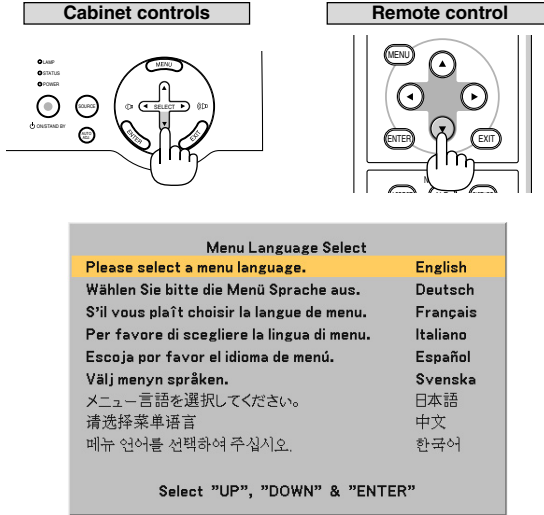 Cabinet controls
Remote control
LAMP
STATUS
POWER
ON/STAND BY
SOURCE
AUTO ADJ.
MENU
SELECT
ENTER
EXIT
MENU
ENTER
EXIT
Menu Language Select
Please select a menu language. English
Wählen Sie bitte die Menü Sprache aus. Deutsch
S'il vous plaît choisir la langue de menu. Français
Per favore di scegliere la lingua di menu. Italiano
Escoja por favor el idioma de menú. Español
Välj menyn språken. Svenska
メニュー言語を選択してください。 日本語
请选择菜单语言 中文
메뉴 언어를 선택하여 주십시오. 한국어
Select "UP", "DOWN" & "ENTER"